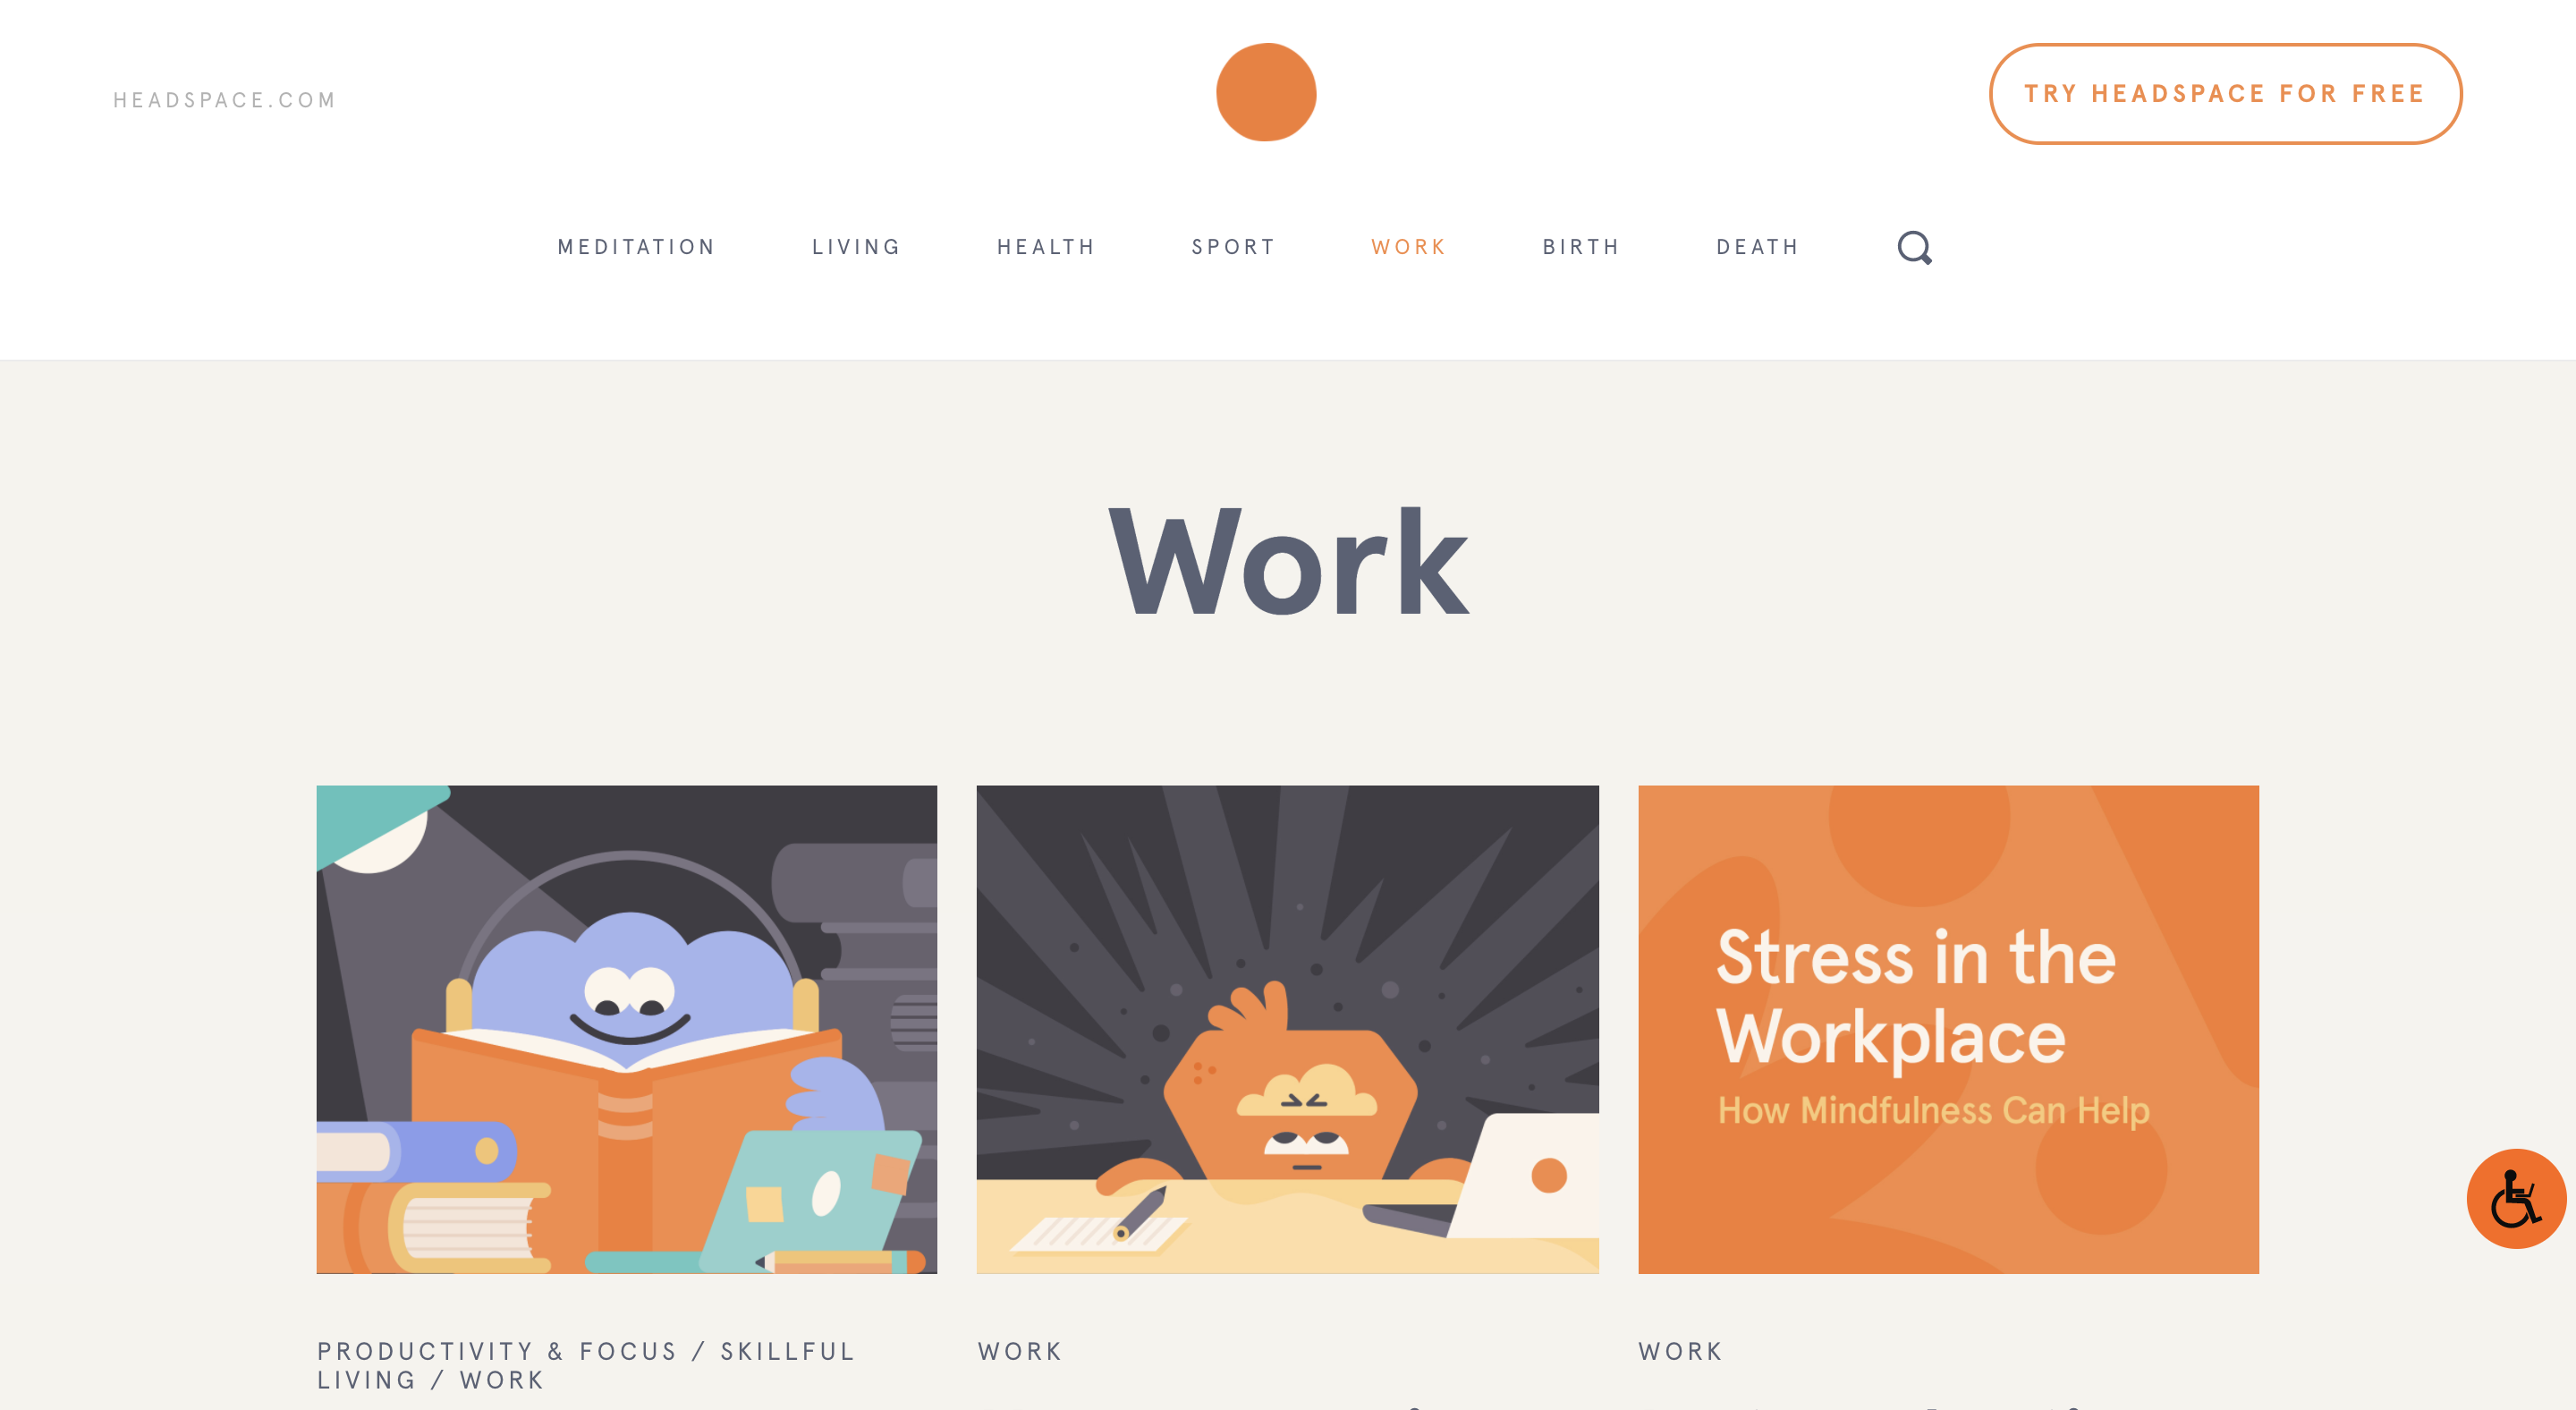 HEADSPACE.COM
TRY HEADSPACE FOR FREE
MEDITATION LIVING HEALTH SPORT WORK BIRTH DEATH
Work
Stress in the
Workplace
How Mindfulness Can Help
PRODUCTIVITY & FOCUS / SKILLFUL
LIVING / WORK
WORK
WORK